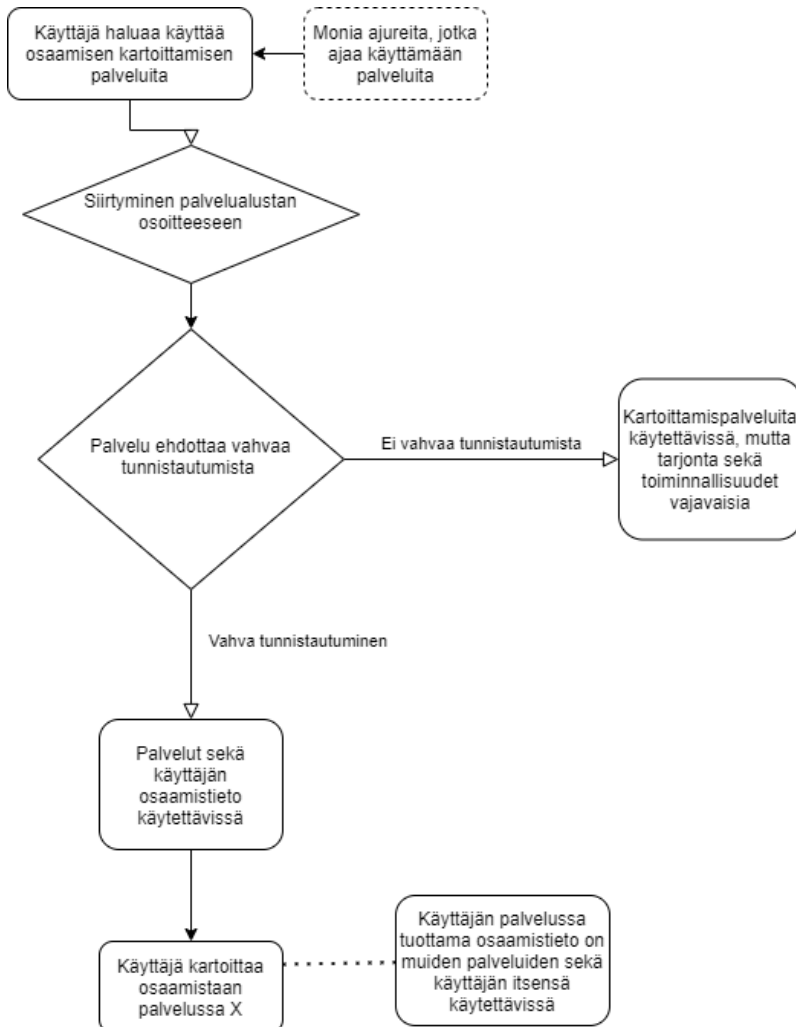 Käyttäjä haluaa käyttää
osaamisen kartoittamisen
palveluita
Monia ajureita, jotka
ajaa käyttämään
palveluita
Siirtyminen palvelualustan
osoitteeseen
Palvelu ehdottaa vahvaa
tunnistautumista
Ei vahvaa tunnistautumista
Kartoittamispalveluita
käytettävissä, mutta
tarjonta sekä
toiminnallisuudet
vajavaisia
Vahva tunnistautuminen
Palvelut sekä
käyttäjän
osaamistieto
käytettävissä
Käyttäjä kartoittaa
osaamistaan
palvelussa X
Käyttäjän palvelussa
tuottama osaamistieto on
muiden palveluiden sekä
käyttäjän itsensä
käytettävissä